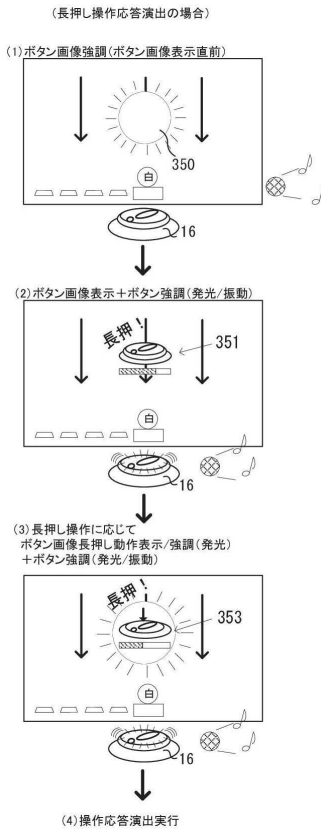 (長押し操作応答演出の場合)
(1)ボタン画像強調(ボタン画像表示直前)
350
白
16
(2)ボタン画像表示+ボタン強調(発光/振動)
長押!
351
白
16
(3)長押し操作に応じて
ボタン画像長押し動作表示/強調(発光)
+ボタン強調(発光/振動)
長押!
353
白
16
(4)操作応答演出実行